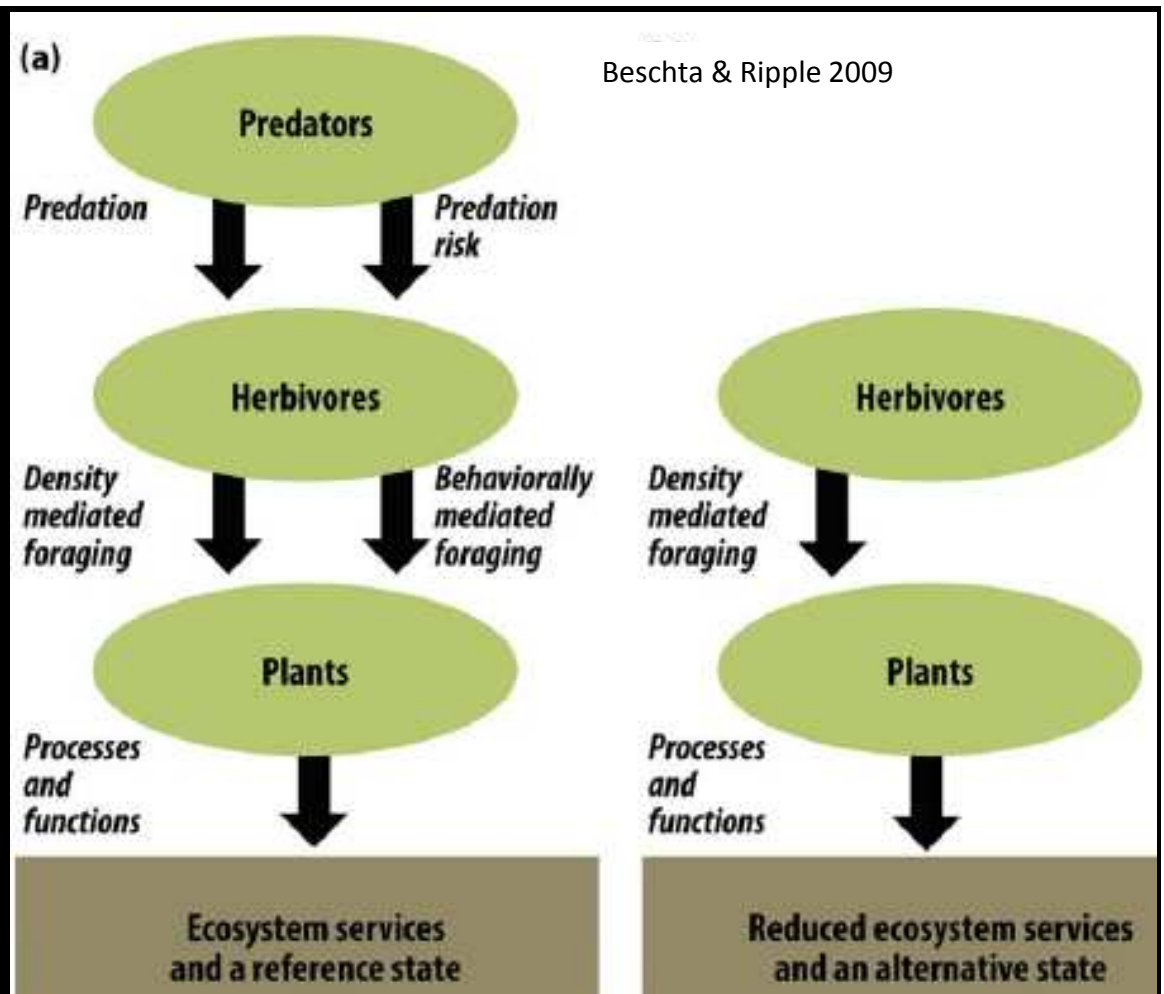 (a)
Beschta & Ripple 2009
Predators
Predation
Predation
risk
Herbivores
Density
mediated
foraging
Behaviorally
mediated
foraging
Plants
Processes
and
functions
Ecosystem services
and a reference state
Herbivores
Density
mediated
foraging
Plants
Processes
and
functions
Reduced ecosystem services
and an alternative state